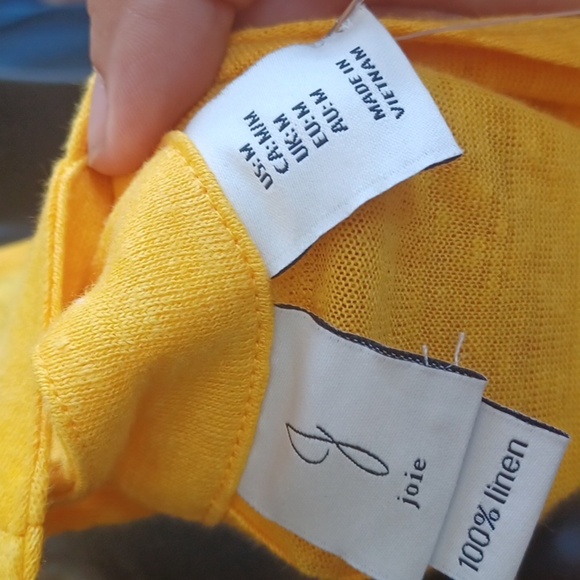 US:M
CA:M/M
UK:M
EU:M
AU:M
MADE IN
VIETNAM
joie
100% linen